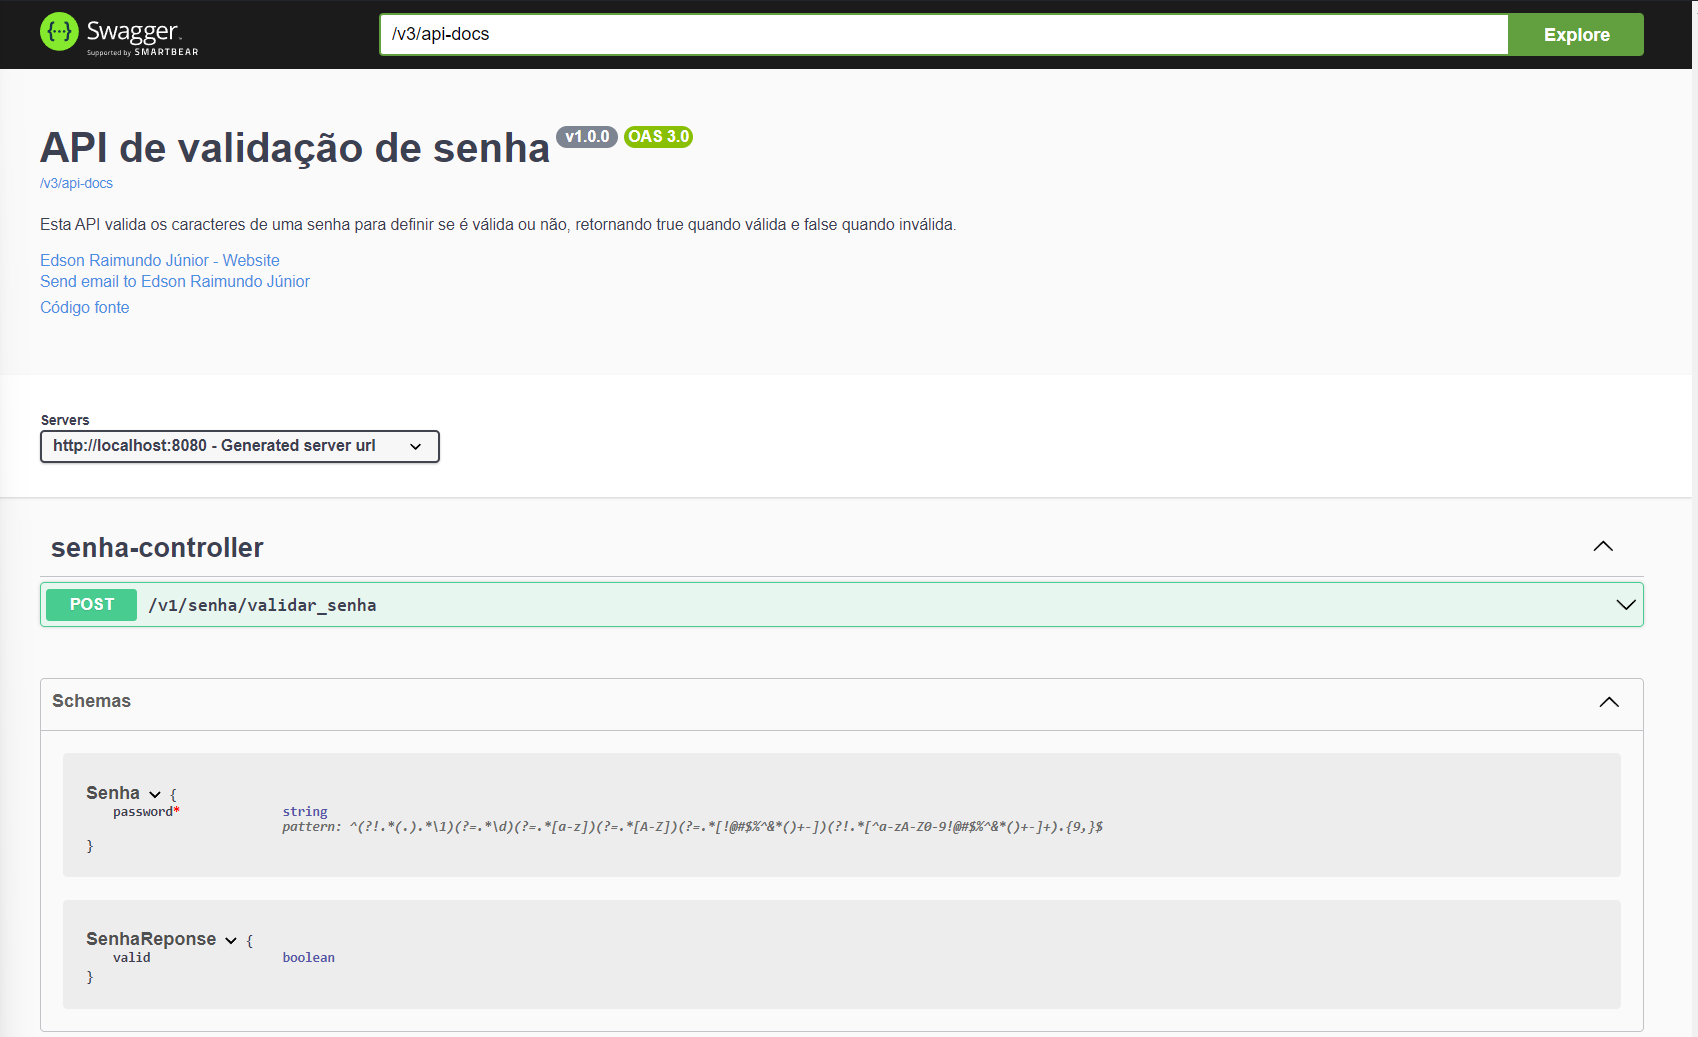 Swagger.
Supported by SMARTBEAR
/v3/api-docs
Explore
API de validação de senha v1.0.0 OAS 3.0
/v3/api-docs
Esta API valida os caracteres de uma senha para definir se é válida ou não, retornando true quando válida e false quando inválida.
Edson Raimundo Júnior - Website
Send email to Edson Raimundo Júnior
Código fonte
Servers
http://localhost:8080 - Generated server url
senha-controller
POST /v1/senha/validar_senha
Schemas
Senha {
password* string
pattern: ^(?!.*(.).*\1)(?=.*\d)(?=.*[a-z])(?=.*[A-Z])(?=.*[!@#$%^&*()+-])(?!.*[^a-zA-Z0-9!@#$%^&*()+-]+).{9,}$
}
SenhaReponse {
valid boolean
}